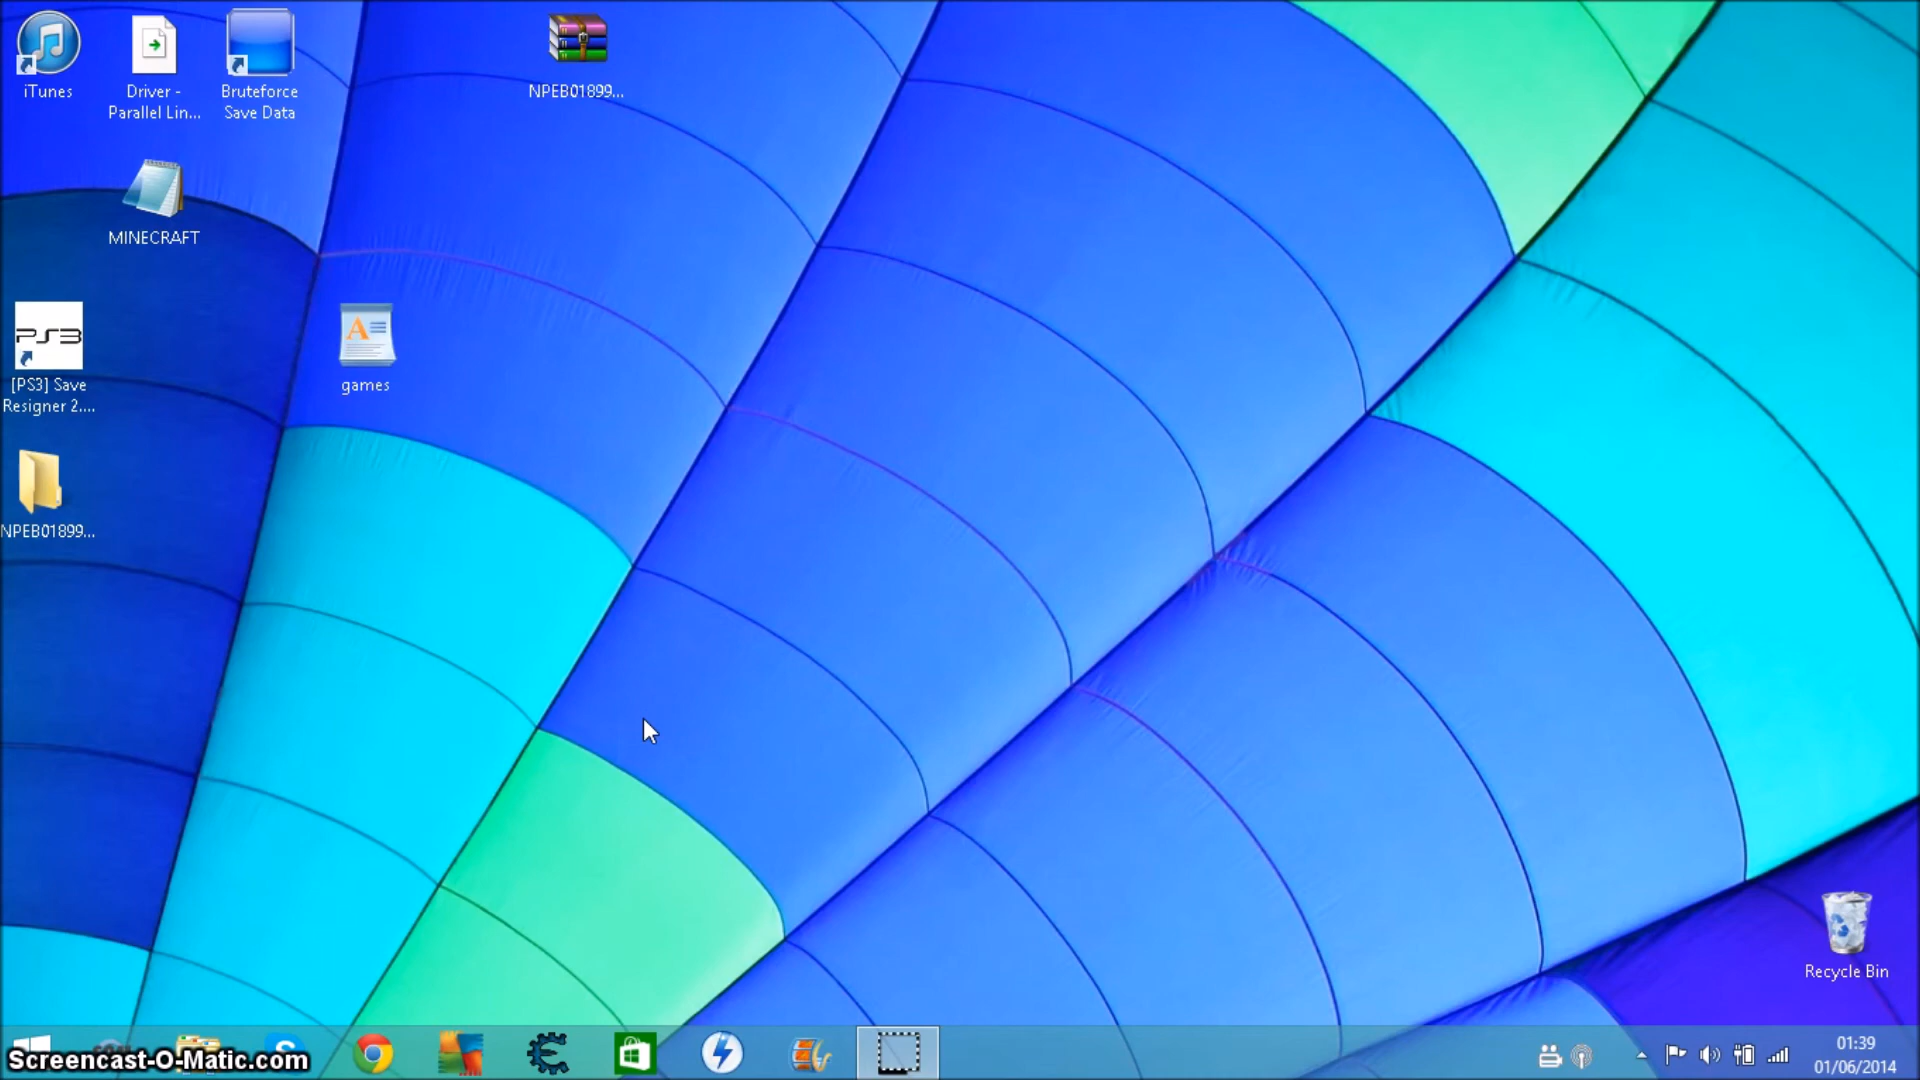 iTunes
Driver -
Parallel Lin...
Bruteforce
Save Data
NPEB01899...
MINECRAFT
PS3
[PS3] Save
Resigner 2....
games
NPEB01899...
Recycle Bin
Screencast-O-Matic.com
01:39
01/06/2014